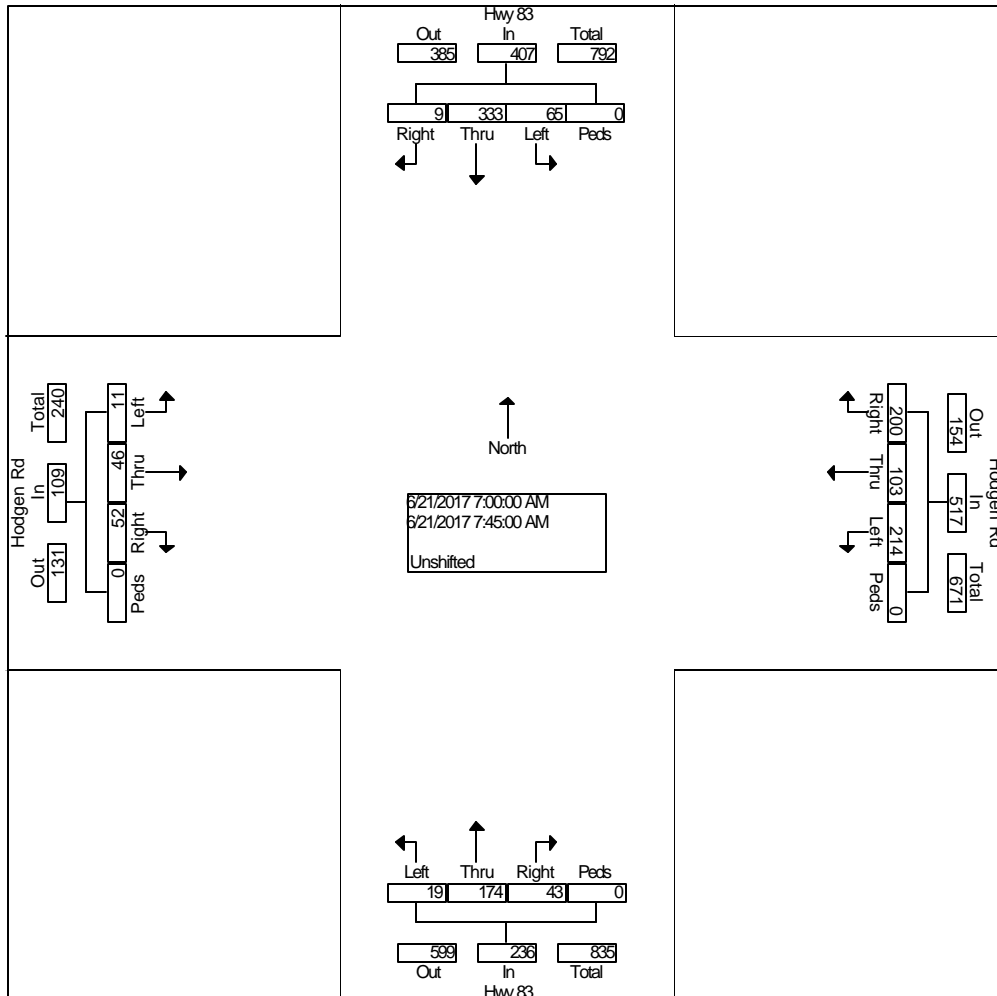 Hwy 83
Out In Total
385 407 792
9 333 65 0
Right Thru Left Peds
Hodgen Rd
Total In Out
240 109 131
11 46 52 0
Left Thru Right Peds
North
6/21/2017 7:00:00 AM
6/21/2017 7:45:00 AM
Unshifted
Right Thru Left Peds
200 103 214 0
Out In Total
154 517 671
Hodgen Rd
Left Thru Right Peds
19 174 43 0
599 236 835
Out In Total
Hwy 83